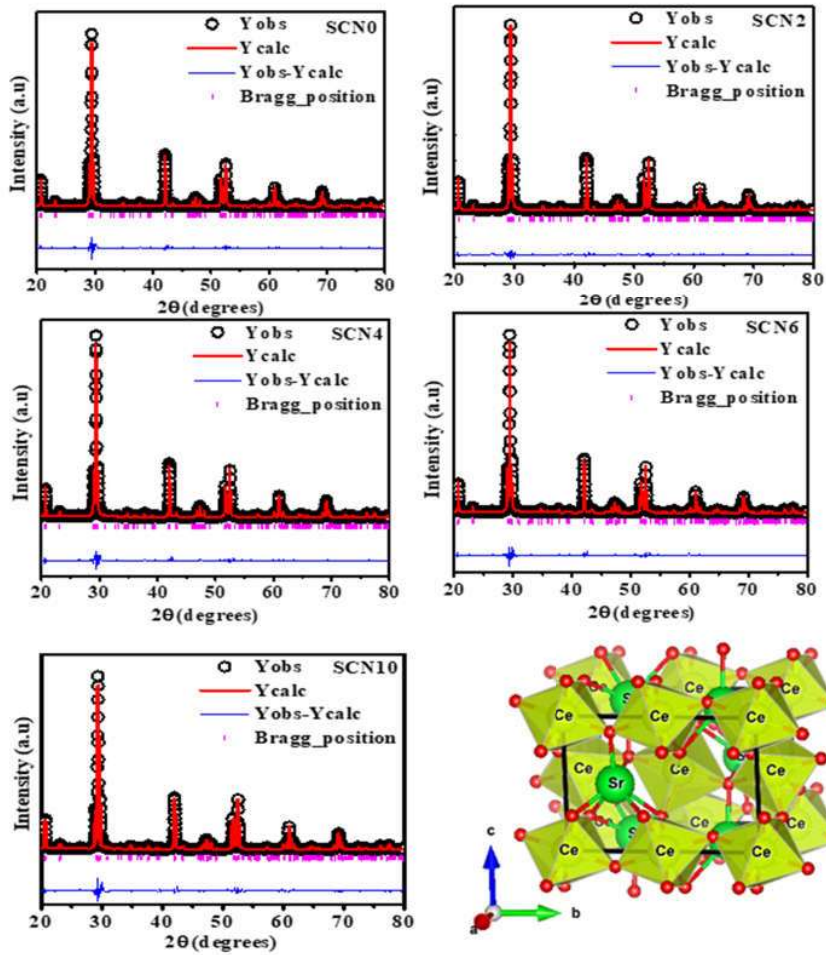 Yobs SCN0
Ycalc
Yobs-Ycalc
Bragg_position
Intensity (a.u)
20 30 40 50 60 70 80
2θ (degrees)
Yobs SCN2
Ycalc
Yobs-Ycalc
Bragg_position
Intensity (a.u)
20 30 40 50 60 70 80
2θ (degrees)
Yobs SCN4
Ycalc
Yobs-Ycalc
Bragg_position
Intensity (a.u)
20 30 40 50 60 70 80
2θ (degrees)
Yobs SCN6
Ycalc
Yobs-Ycalc
Bragg_position
Intensity (a.u)
20 30 40 50 60 70 80
2θ (degrees)
Yobs SCN10
Ycalc
Yobs-Ycalc
Bragg_position
Intensity (a.u)
20 30 40 50 60 70 80
2θ (degrees)
Ce Ce Ce
Ce Ce Ce
Sr
Ce
Ce Ce Ce
c
b
a